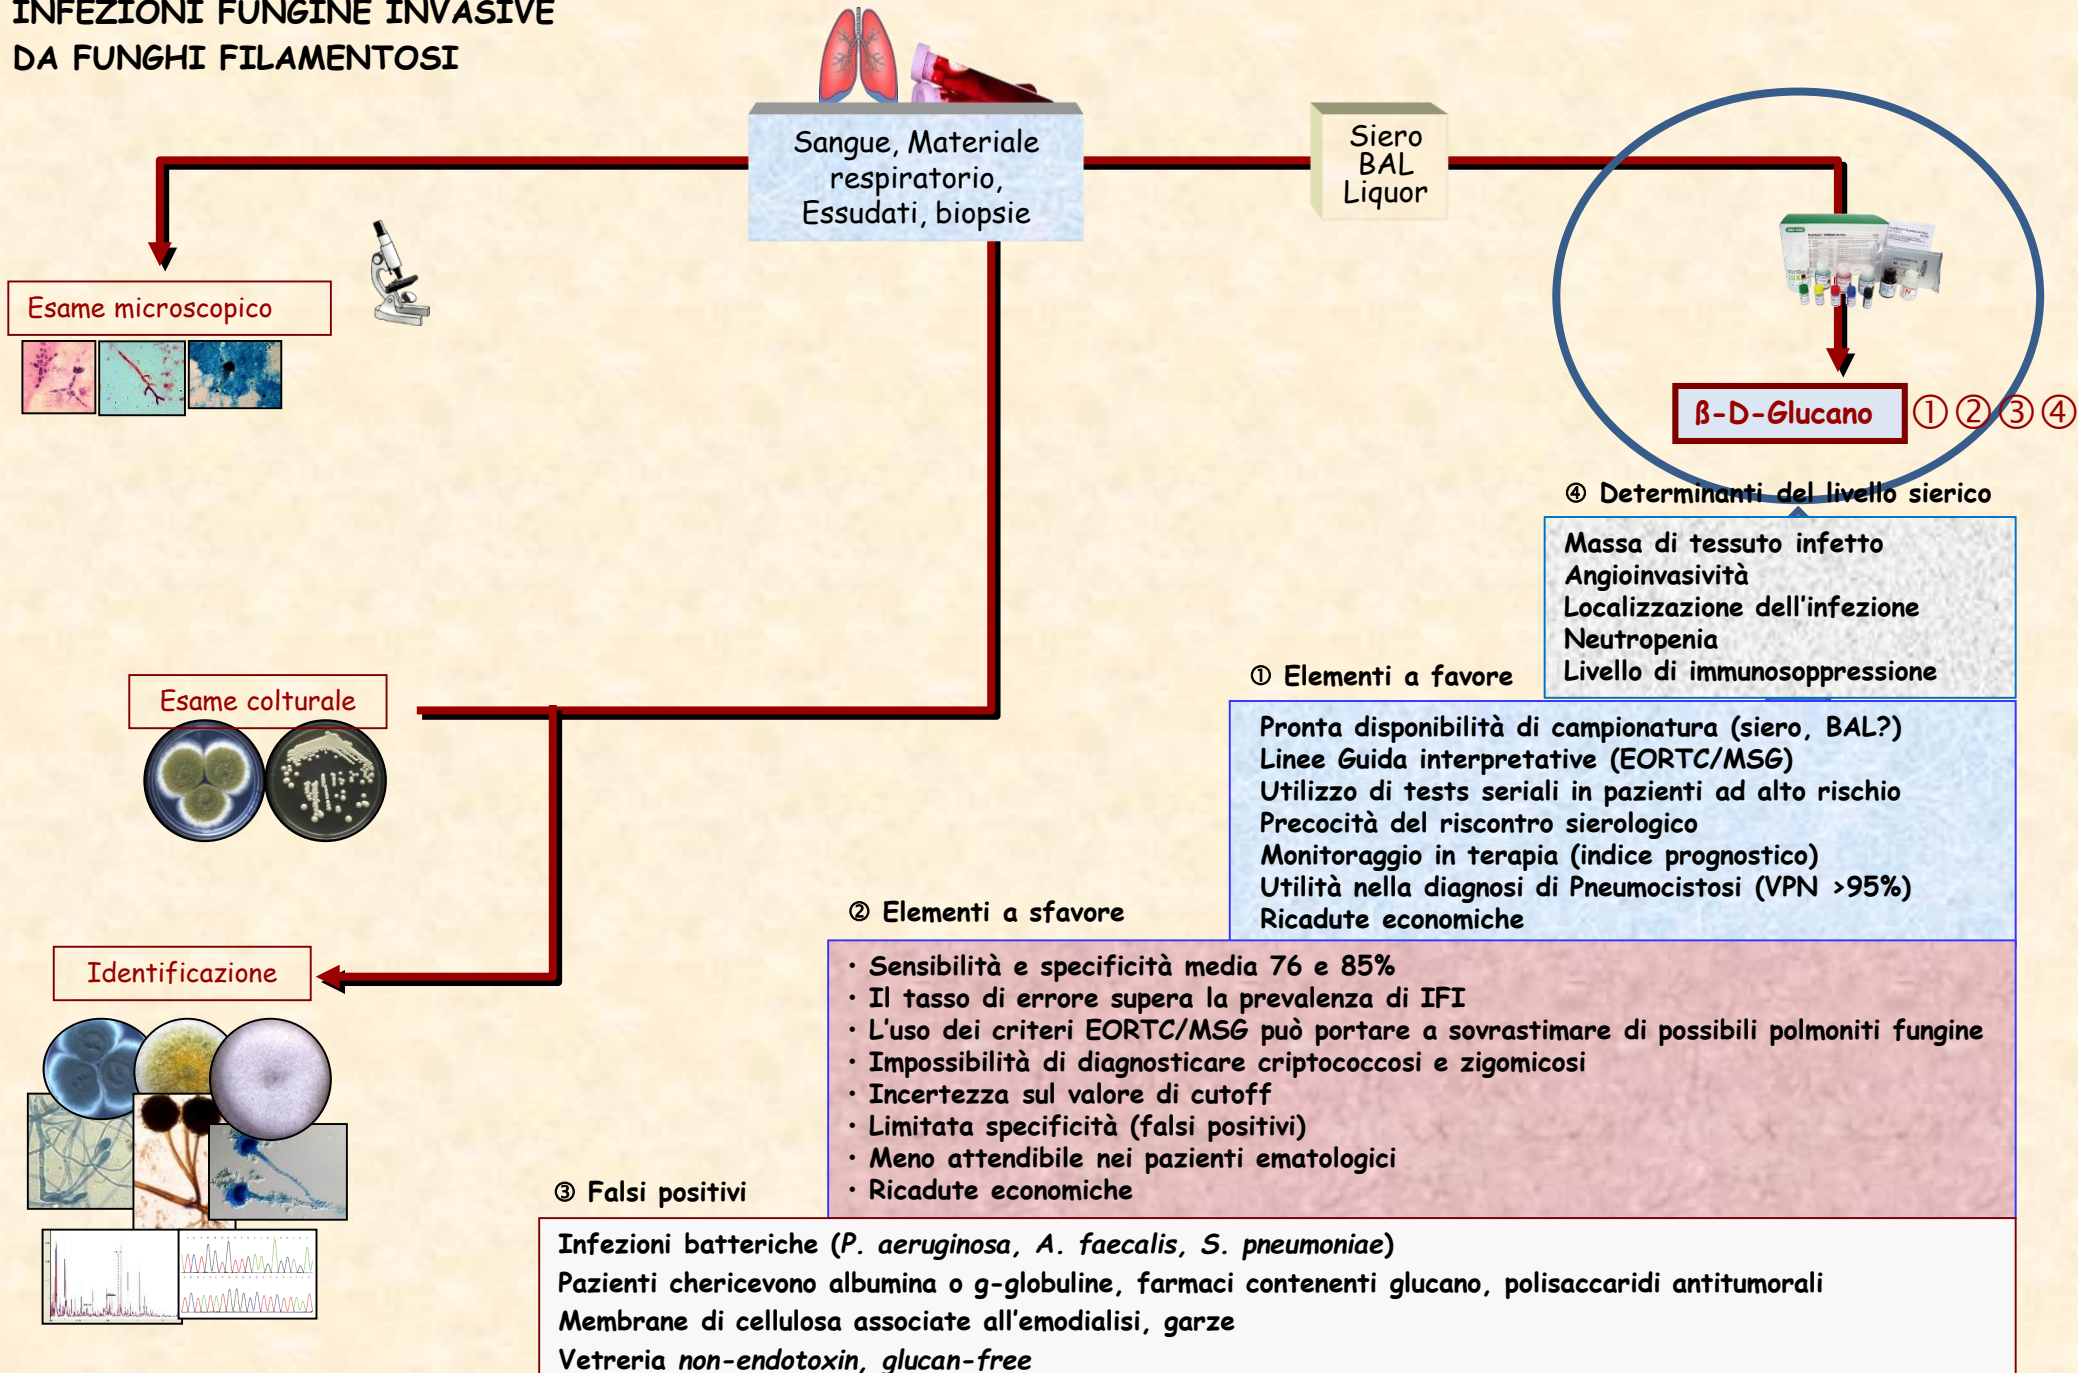 INFEZIONI FUNGINE INVASIVE
DA FUNGHI FILAMENTOSI
Sangue, Materiale
respiratorio,
Essudati, biopsie
Siero
BAL
Liquor
Esame microscopico
ß-D-Glucano ①②③④
④ Determinanti del livello sierico
Massa di tessuto infetto
Angioinvasività
Localizzazione dell'infezione
Neutropenia
Livello di immunosoppressione
① Elementi a favore
Pronta disponibilità di campionatura (siero, BAL?)
Linee Guida interpretative (EORTC/MSG)
Utilizzo di tests seriali in pazienti ad alto rischio
Precocità del riscontro sierologico
Monitoraggio in terapia (indice prognostico)
Utilità nella diagnosi di Pneumocistosi (VPN >95%)
Ricadute economiche
Esame colturale
② Elementi a sfavore
• Sensibilità e specificità media 76 e 85%
• Il tasso di errore supera la prevalenza di IFI
• L'uso dei criteri EORTC/MSG può portare a sovrastimare di possibili polmoniti fungine
• Impossibilità di diagnosticare criptococcosi e zigomicosi
• Incertezza sul valore di cutoff
• Limitata specificità (falsi positivi)
• Meno attendibile nei pazienti ematologici
• Ricadute economiche
Identificazione
③ Falsi positivi
Infezioni batteriche (P. aeruginosa, A. faecalis, S. pneumoniae)
Pazienti chericevono albumina o g-globuline, farmaci contenenti glucano, polisaccaridi antitumorali
Membrane di cellulosa associate all'emodialisi, garze
Vetreria non-endotoxin, glucan-free